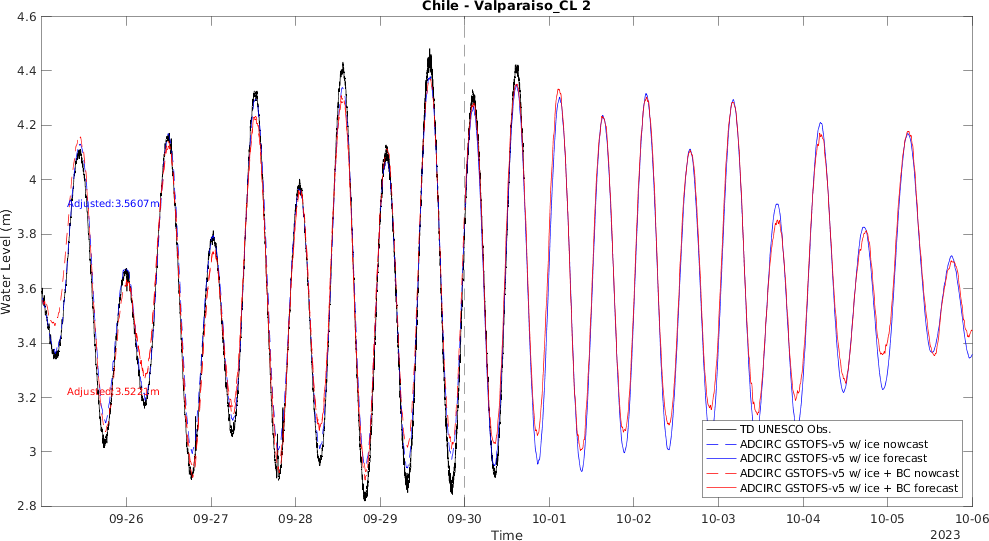 Chile - Valparaiso_CL 2
4.6
4.4
4.2
4
3.8
3.6
3.4
3.2
3
2.8
Water Level (m)
Adjusted:3.5607m
TD UNESCO Obs.
ADCIRC GSTOFS-v5 w/ ice nowcast
ADCIRC GSTOFS-v5 w/ ice forecast
ADCIRC GSTOFS-v5 w/ ice + BC nowcast
ADCIRC GSTOFS-v5 w/ ice + BC forecast
09-26 09-27 09-28 09-29 09-30 10-01 10-02 10-03 10-04 10-05 10-06
Time
2023